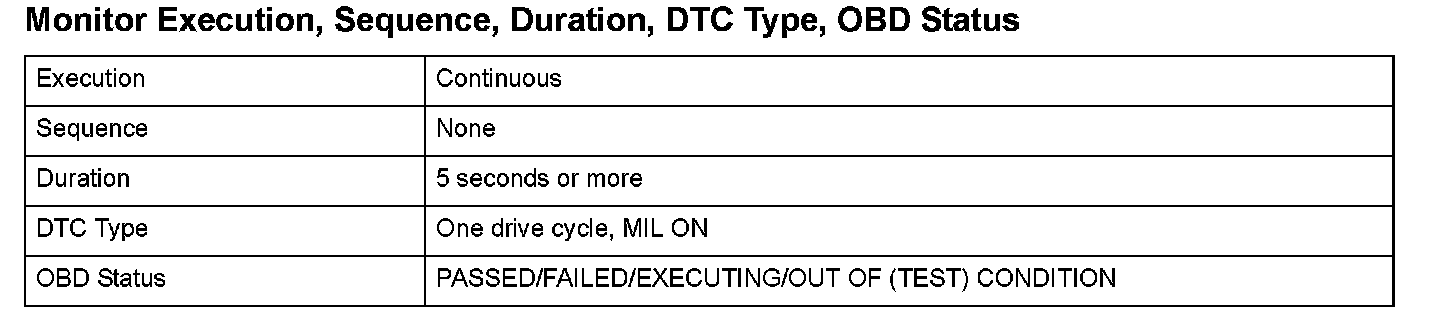 Monitor Execution, Sequence, Duration, DTC Type, OBD Status
Execution Continuous
Sequence None
Duration 5 seconds or more
DTC Type One drive cycle, MIL ON
OBD Status PASSED/FAILED/EXECUTING/OUT OF (TEST) CONDITION